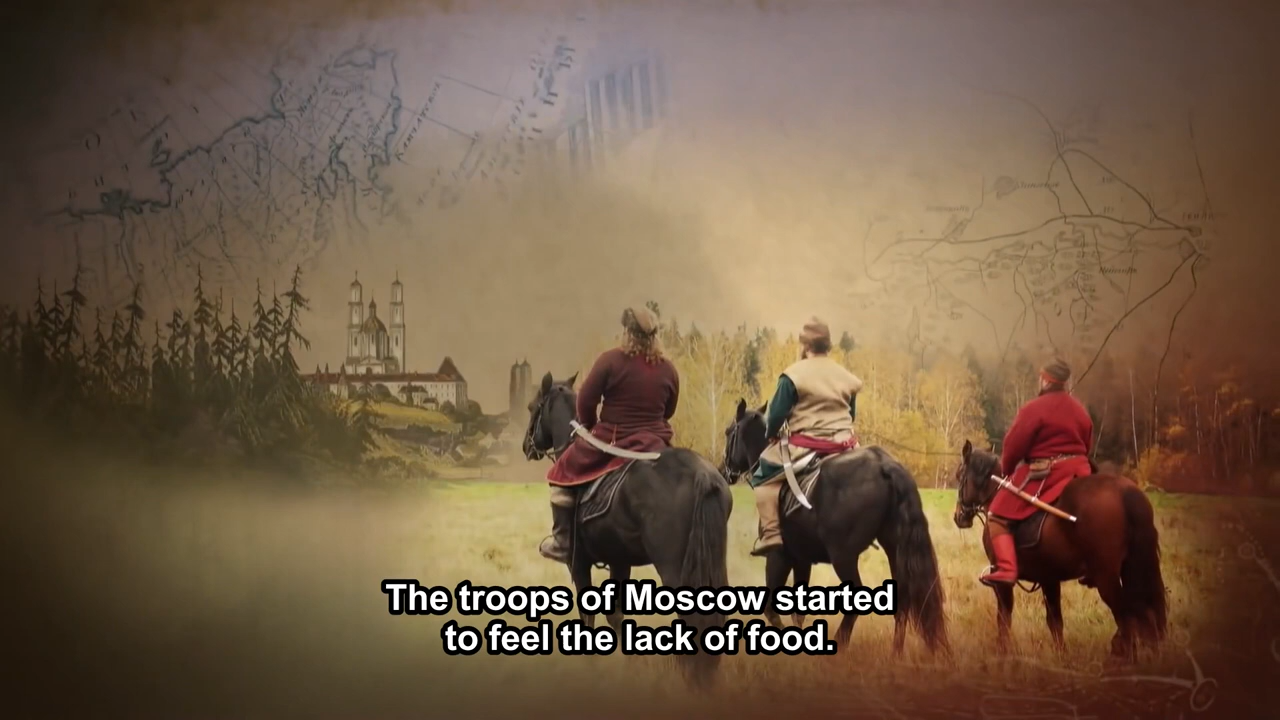 The troops of Moscow started
to feel the lack of food.